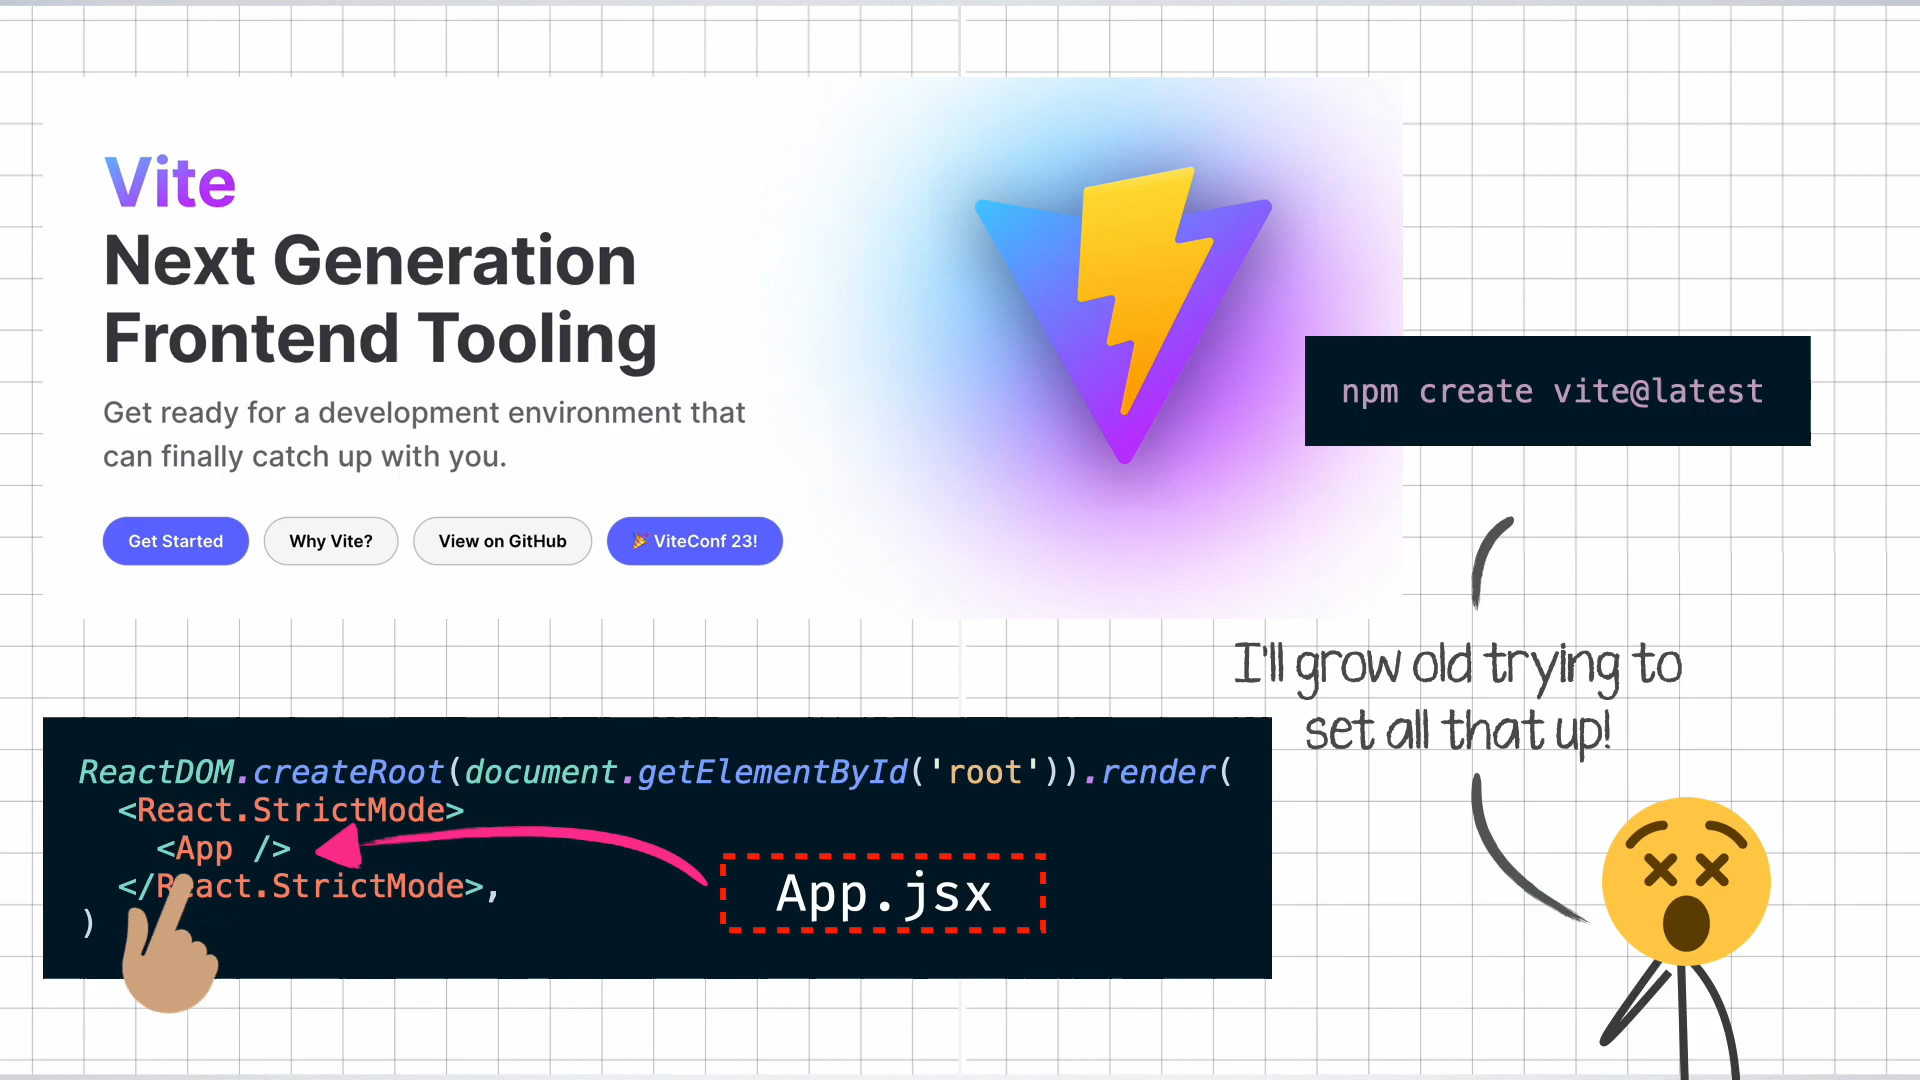 Vite
Next Generation
Frontend Tooling
Get ready for a development environment that
can finally catch up with you.
Get Started
Why Vite?
View on GitHub
🎉 ViteConf 23!
npm create vite@latest
I'll grow old trying to
set all that up!
ReactDOM.createRoot(document.getElementById('root')).render(
<React.StrictMode>
<App />
</React.StrictMode>,
)
App.jsx